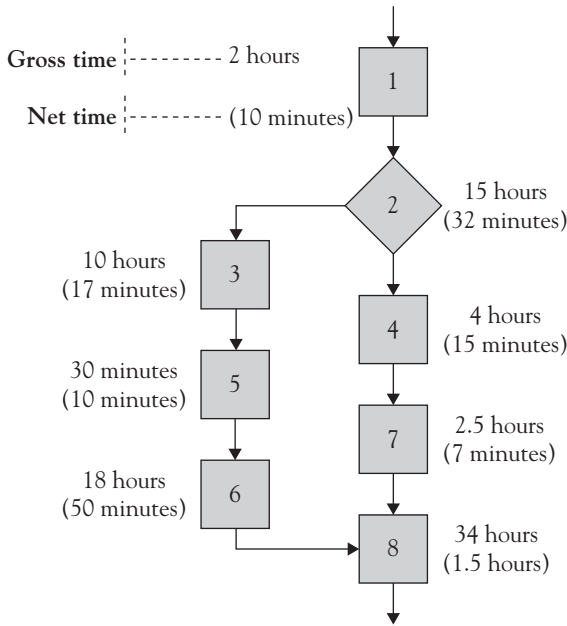 Gross time
2 hours
1
Net time
(10 minutes)
2
15 hours
(32 minutes)
10 hours
(17 minutes)
3
4
4 hours
(15 minutes)
30 minutes
(10 minutes)
5
7
2.5 hours
(7 minutes)
18 hours
(50 minutes)
6
8
34 hours
(1.5 hours)